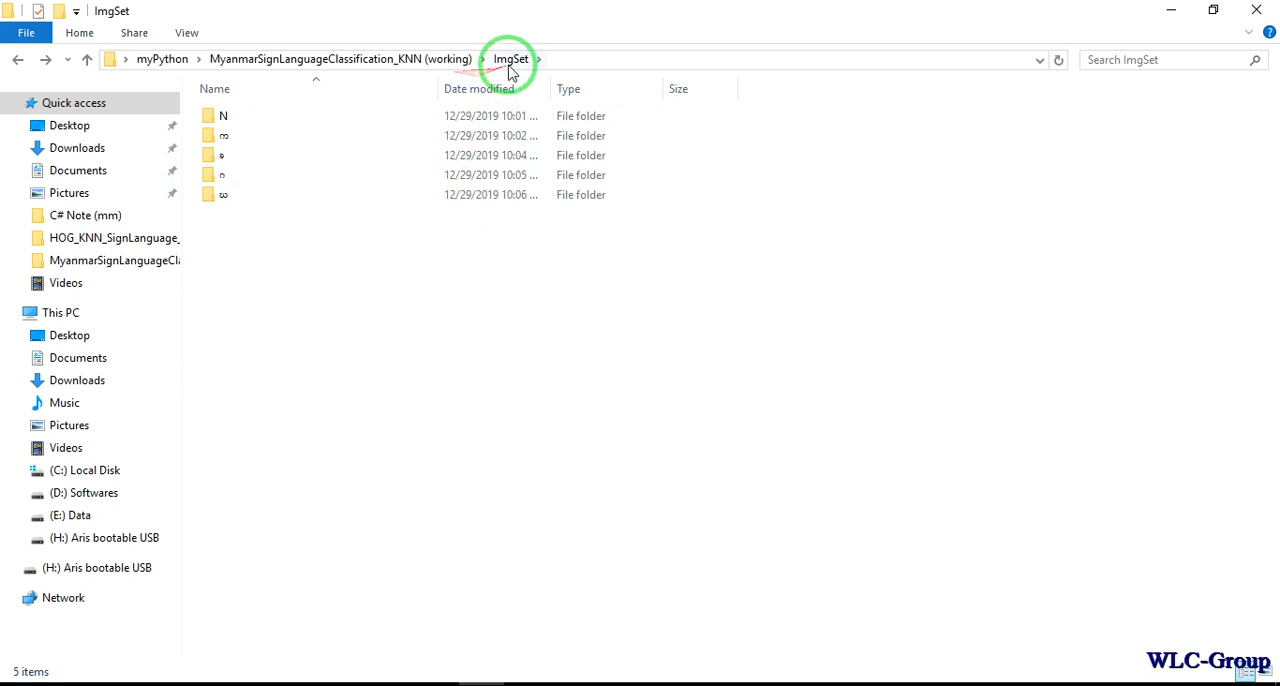 ImgSet
File Home Share View
myPython MyanmarSignLanguageClassification_KNN (working) ImgSet
Search ImgSet
Name Date modified Type Size
N 12/29/2019 10:01 ... File folder
က 12/29/2019 10:02 ... File folder
12/29/2019 10:04 ... File folder
12/29/2019 10:05 ... File folder
12/29/2019 10:06 ... File folder
Quick access
Desktop
Downloads
Documents
Pictures
C# Note (mm)
HOG_KNN_SignLanguage_
MyanmarSignLanguageCla
Videos
This PC
Desktop
Documents
Downloads
Music
Pictures
Videos
(C:) Local Disk
(D:) Softwares
(E:) Data
(H:) Aris bootable USB
(H:) Aris bootable USB
Network
5 items
WLC-Group